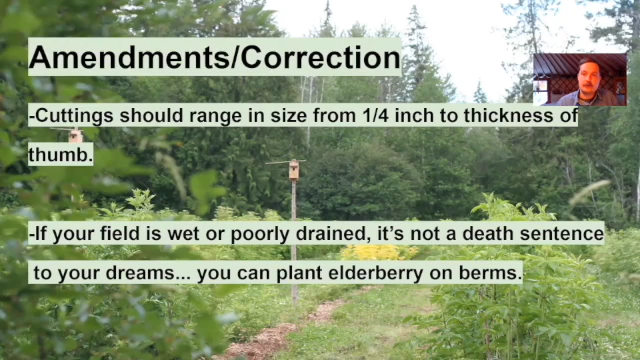 Amendments/Correction
-Cuttings should range in size from 1/4 inch to thickness of
thumb.
-If your field is wet or poorly drained, it's not a death sentence
to your dreams... you can plant elderberry on berms.